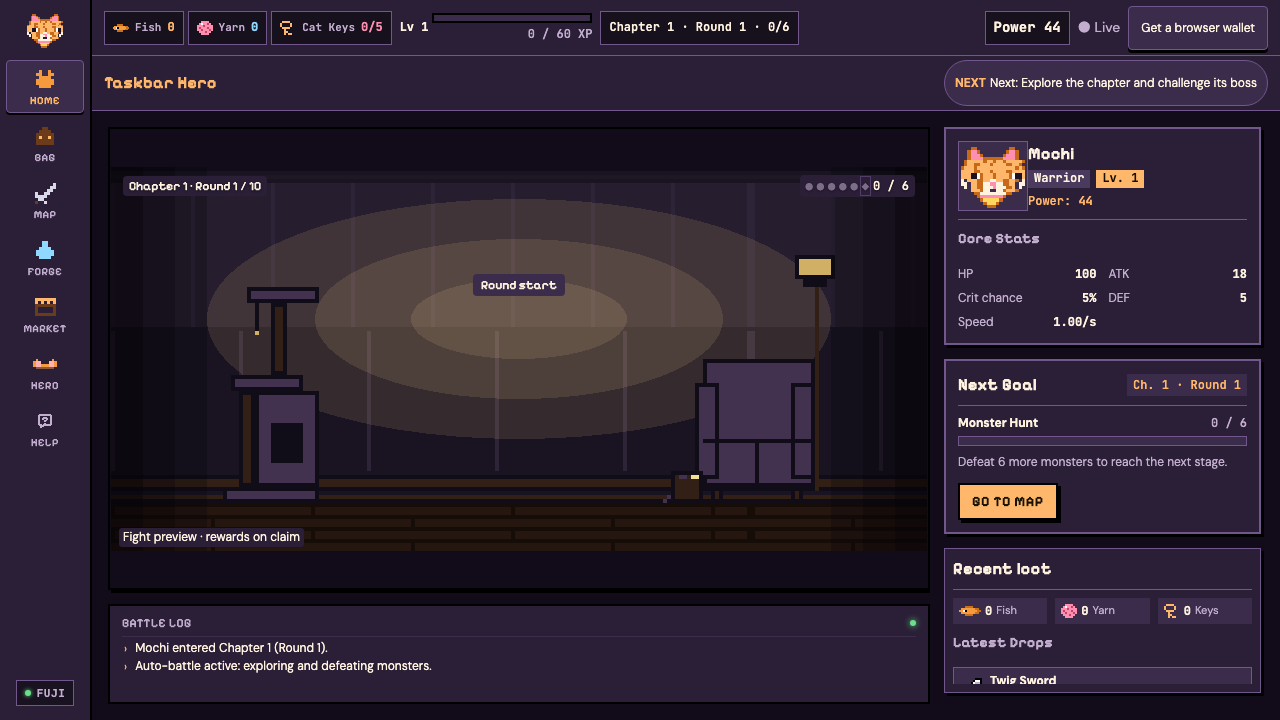 Fish 0
Yarn 0
Cat Keys 0/5
Lv 1
0 / 60 XP
Chapter 1 · Round 1 · 0/6
Power 44
Live
Get a browser wallet
HOME
BAG
MAP
FORGE
MARKET
HERO
HELP
FUJI
Taskbar Hero
NEXT Next: Explore the chapter and challenge its boss
Chapter 1 · Round 1 / 10
0 / 6
Round start
Fight preview · rewards on claim
BATTLE LOG
› Mochi entered Chapter 1 (Round 1).
› Auto-battle active: exploring and defeating monsters.
Mochi
Warrior Lv. 1
Power: 44
Core Stats
HP 100 ATK 18
Crit chance 5% DEF 5
Speed 1.00/s
Next Goal
Ch. 1 · Round 1
Monster Hunt 0 / 6
Defeat 6 more monsters to reach the next stage.
GO TO MAP
Recent loot
0 Fish
0 Yarn
0 Keys
Latest Drops
Twig Sword